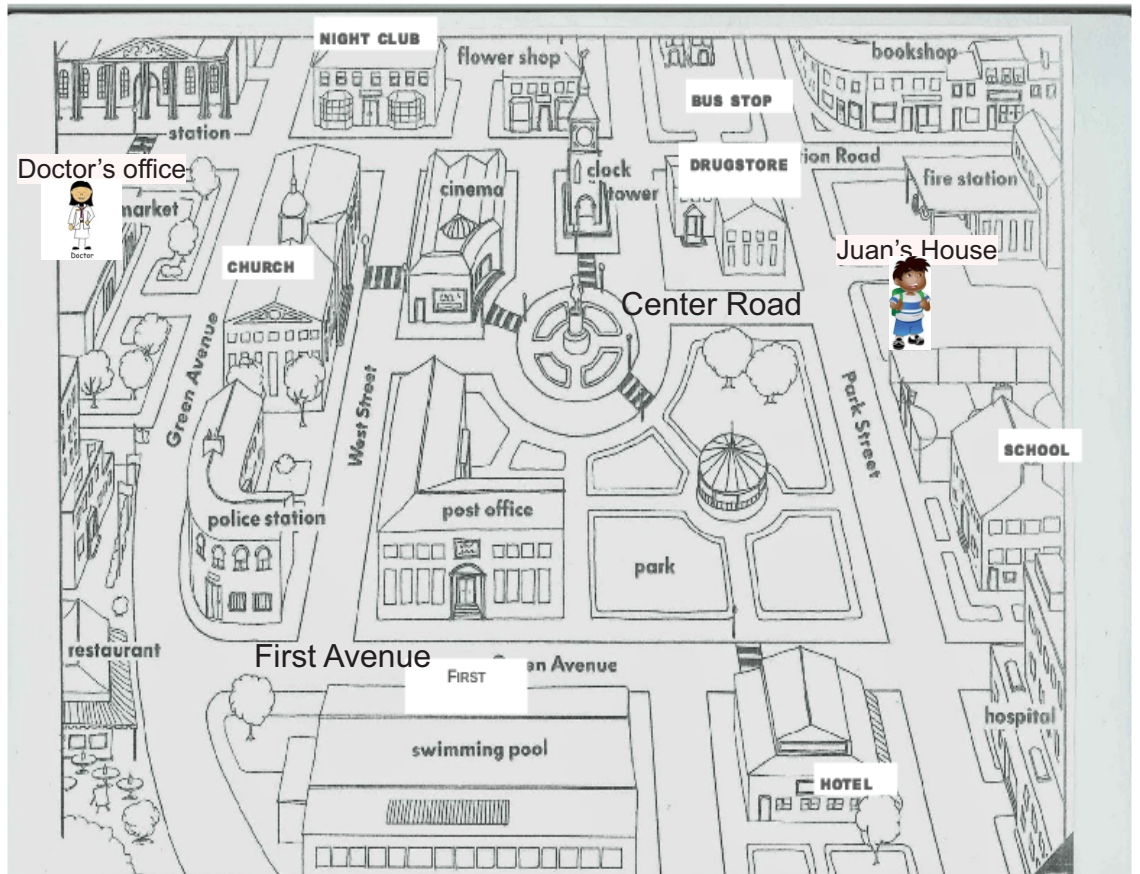 NIGHT CLUB
flower shop
bookshop
BUS STOP
station
Doctor's office
market
Doctor
cinema
clock
tower
DRUGSTORE
Road
fire station
CHURCH
Juan's House
Center Road
Green Avenue
West Street
Park Street
SCHOOL
police station
post office
park
restaurant
First Avenue
Avenue
FIRST
swimming pool
hospital
HOTEL